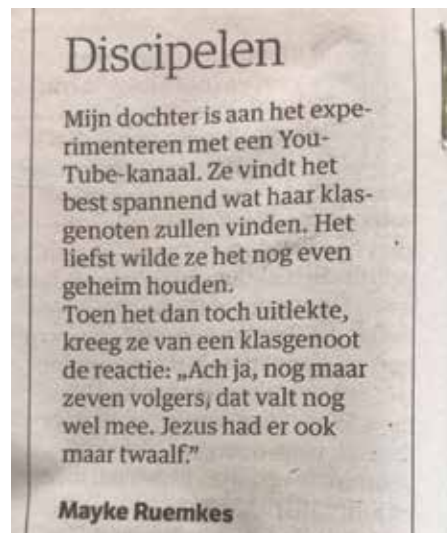 Discipelen
Mijn dochter is aan het expe-
rimenteren met een You-
Tube-kanaal. Ze vindt het
best spannend wat haar klas-
genoten zullen vinden. Het
liefst wilde ze het nog even
geheim houden.
Toen het dan toch uitlekte,
kreeg ze van een klasgenoot
de reactie: „Ach ja, nog maar
zeven volgers, dat valt nog
wel mee. Jezus had er ook
maar twaalf.”
Mayke Ruemkes